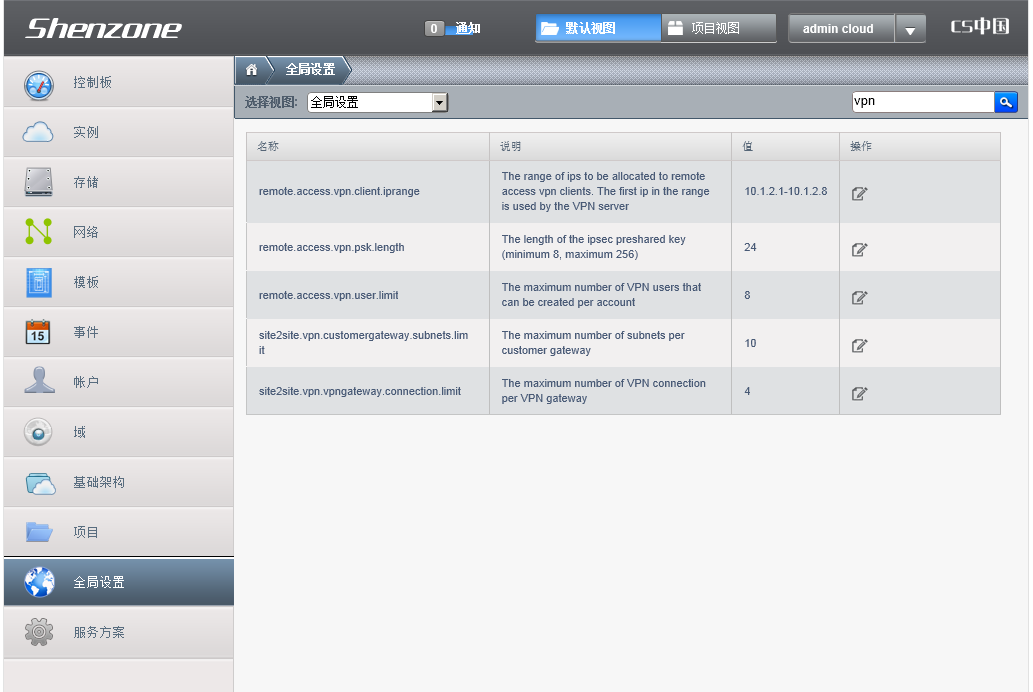 Shenzone
0 通知
默认视图
项目视图
admin cloud
CS中国
控制板
实例
存储
网络
模板
15
事件
帐户
域
基础架构
项目
全局设置
服务方案
全局设置
选择视图: 全局设置
vpn
名称 说明 值 操作
remote.access.vpn.client.iprange
The range of ips to be allocated to remote
access vpn clients. The first ip in the range
is used by the VPN server
10.1.2.1-10.1.2.8
remote.access.vpn.psk.length
The length of the ipsec preshared key
(minimum 8, maximum 256)
24
remote.access.vpn.user.limit
The maximum number of VPN users that
can be created per account
8
site2site.vpn.customergateway.subnets.lim
it
The maximum number of subnets per
customer gateway
10
site2site.vpn.vpngateway.connection.limit
The maximum number of VPN connection
per VPN gateway
4